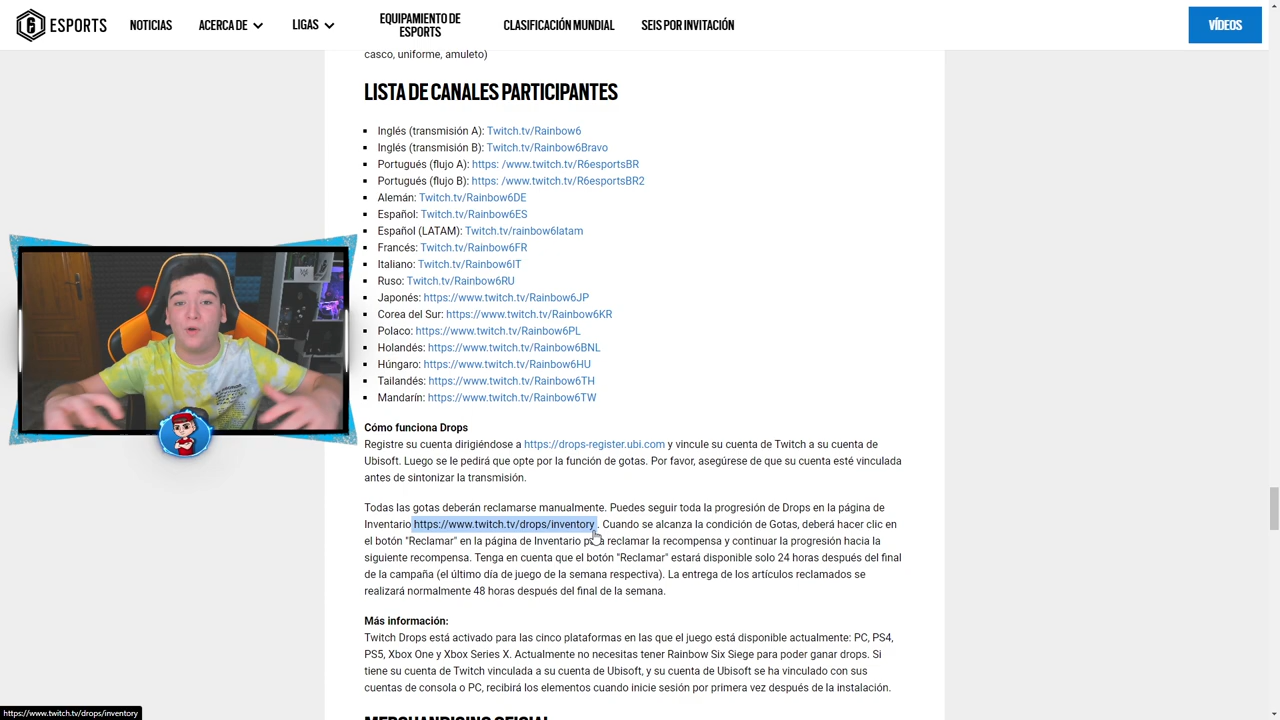 ESPORTS
NOTICIAS
ACERCA DE
LIGAS
EQUIPAMIENTO DE
ESPORTS
CLASIFICACIÓN MUNDIAL
SEIS POR INVITACIÓN
VÍDEOS
casco, uniforme, amuleto)
LISTA DE CANALES PARTICIPANTES
Inglés (transmisión A): Twitch.tv/Rainbow6
Inglés (transmisión B): Twitch.tv/Rainbow6Bravo
Portugués (flujo A): https: /www.twitch.tv/R6esportsBR
Portugués (flujo B): https: /www.twitch.tv/R6esportsBR2
Alemán: Twitch.tv/Rainbow6DE
Español: Twitch.tv/Rainbow6ES
Español (LATAM): Twitch.tv/rainbow6latam
Francés: Twitch.tv/Rainbow6FR
Italiano: Twitch.tv/Rainbow6IT
Ruso: Twitch.tv/Rainbow6RU
Japonés: https://www.twitch.tv/Rainbow6JP
Corea del Sur: https://www.twitch.tv/Rainbow6KR
Polaco: https://www.twitch.tv/Rainbow6PL
Holandés: https://www.twitch.tv/Rainbow6BNL
Húngaro: https://www.twitch.tv/Rainbow6HU
Tailandés: https://www.twitch.tv/Rainbow6TH
Mandarín: https://www.twitch.tv/Rainbow6TW
Cómo funciona Drops
Registre su cuenta dirigiéndose a https://drops-register.ubi.com y vincule su cuenta de Twitch a su cuenta de
Ubisoft. Luego se le pedirá que opte por la función de gotas. Por favor, asegúrese de que su cuenta esté vinculada
antes de sintonizar la transmisión.
Todas las gotas deberán reclamarse manualmente. Puedes seguir toda la progresión de Drops en la página de
Inventario https://www.twitch.tv/drops/inventory . Cuando se alcanza la condición de Gotas, deberá hacer clic en
el botón "Reclamar" en la página de Inventario para reclamar la recompensa y continuar la progresión hacia la
siguiente recompensa. Tenga en cuenta que el botón "Reclamar" estará disponible solo 24 horas después del final
de la campaña (el último día de juego de la semana respectiva). La entrega de los artículos reclamados se
realizará normalmente 48 horas después del final de la semana.
Más información:
Twitch Drops está activado para las cinco plataformas en las que el juego está disponible actualmente: PC, PS4,
PS5, Xbox One y Xbox Series X. Actualmente no necesitas tener Rainbow Six Siege para poder ganar drops. Si
tiene su cuenta de Twitch vinculada a su cuenta de Ubisoft, y su cuenta de Ubisoft se ha vinculado con sus
cuentas de consola o PC, recibirá los elementos cuando inicie sesión por primera vez después de la instalación.
MERCHANDISING OFICIAL
https://www.twitch.tv/drops/inventory